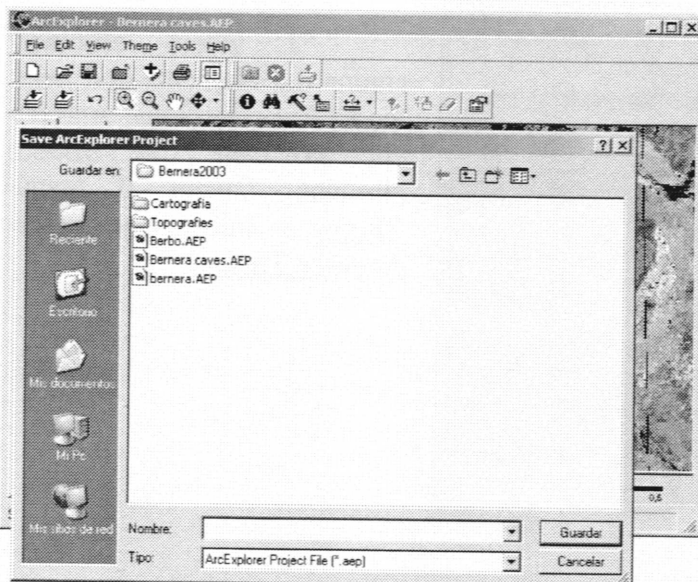 ArcExplorer - Bernera caves.AEP
File Edit View Theme Tools Help
Save ArcExplorer Project
Guardar en: Bernera2003
Cartografia
Topografies
Berbo.AEP
Bernera caves.AEP
bernera.AEP
Reciente
Escritorio
Mis documentos
Mi Pc
Mis sitios de red
0,5
Nombre:
Guardar
Tipo: ArcExplorer Project File (*.aep)
Cancelar